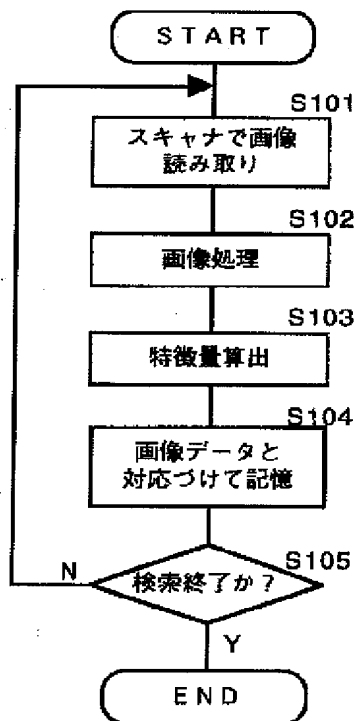 START
S101
スキャナで画像
読み取り
S102
画像処理
S103
特徴量算出
S104
画像データと
対応づけて記憶
S105
検索終了か？
N
Y
END